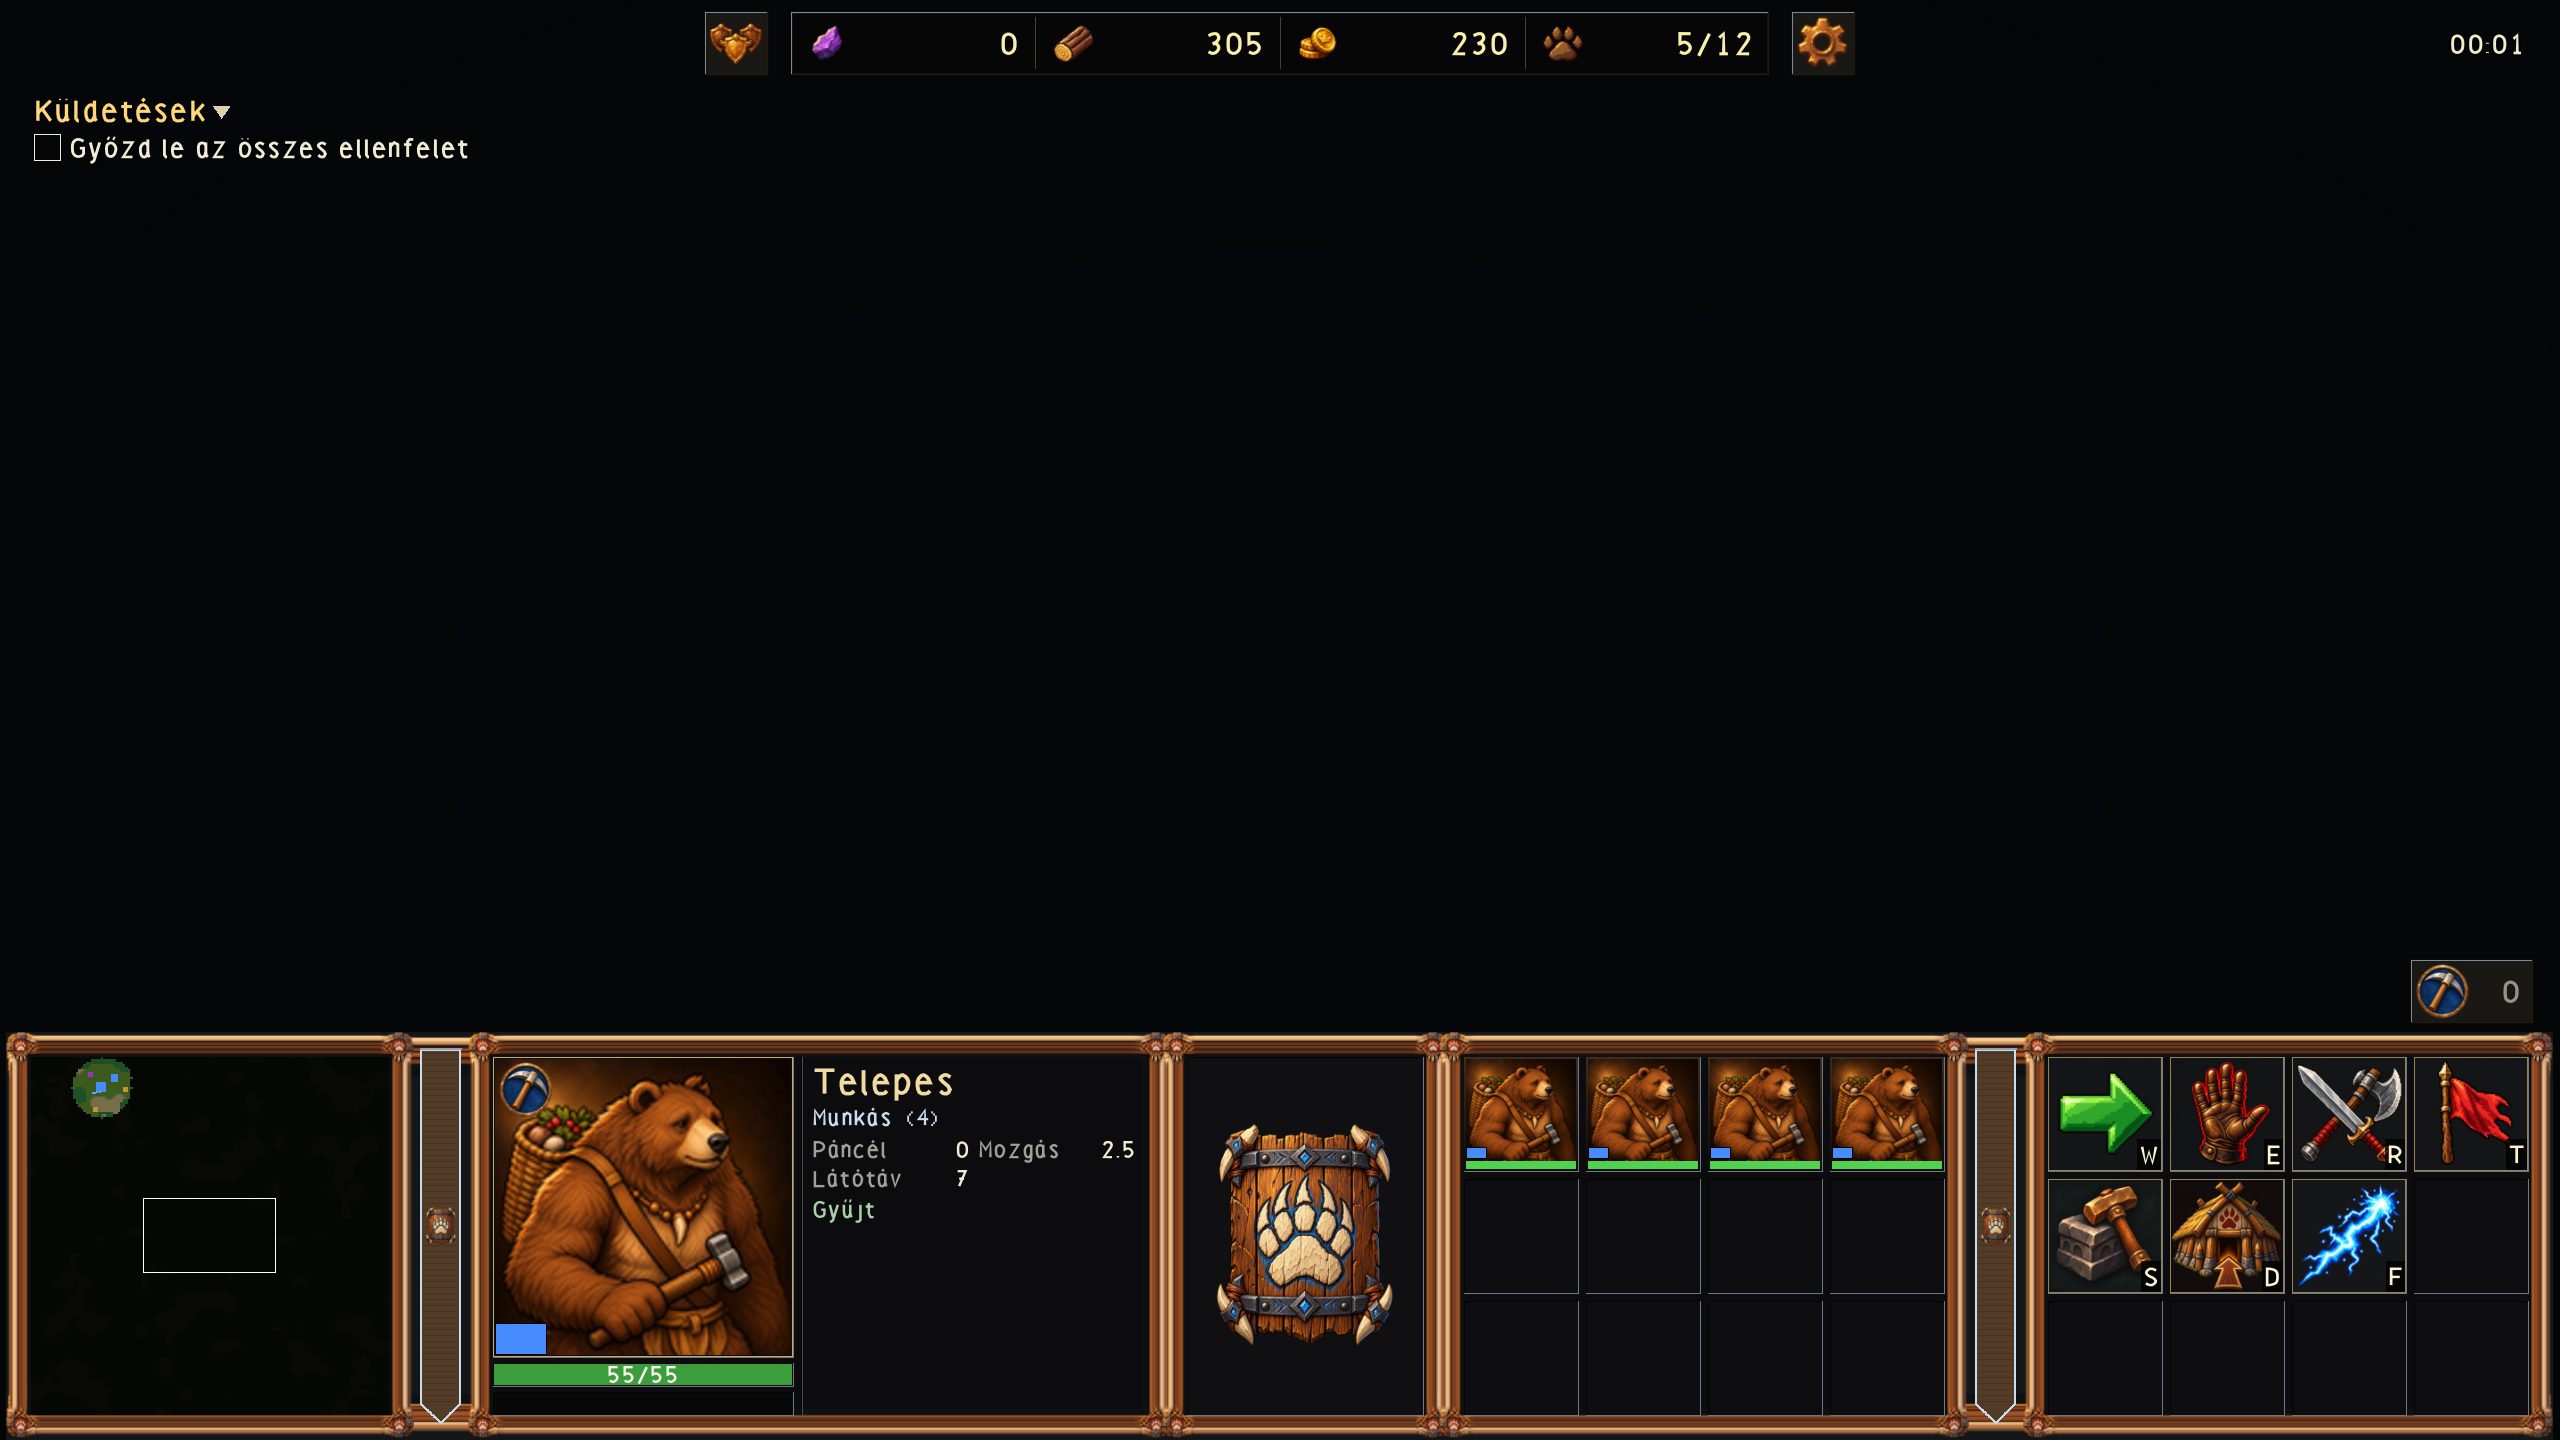 0 305 230 5/12 00:01
Küldetések
Győzd le az összes ellenfelet
0
Telepes
Munkás (4)
Páncél 0 Mozgás 2.5
Látótáv 7
Gyűjt
55/55
W E R T
S D F